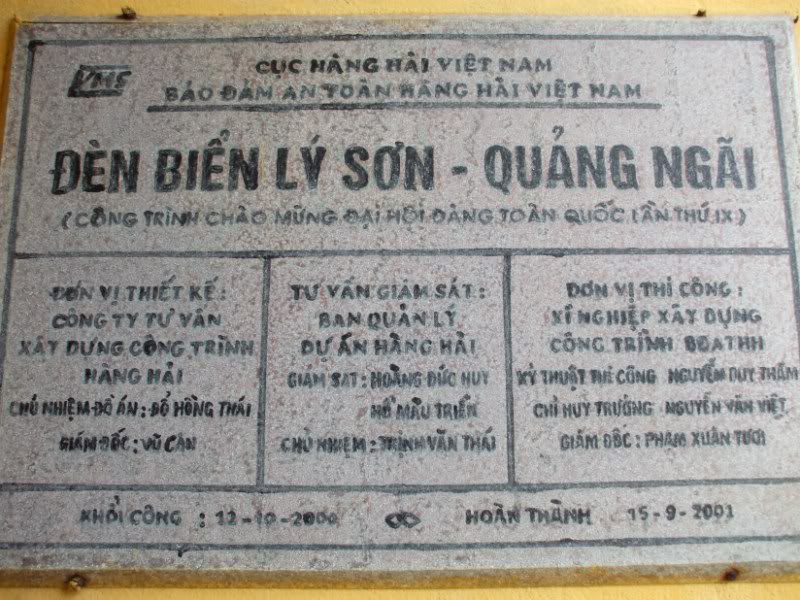 VMS
CỤC HÀNG HẢI VIỆT NAM
BẢO ĐẢM AN TOÀN HÀNG HẢI VIỆT NAM
ĐÈN BIỂN LÝ SƠN - QUẢNG NGÃI
(CÔNG TRÌNH CHÀO MỪNG ĐẠI HỘI ĐẢNG TOÀN QUỐC LẦN THỨ IX)
ĐƠN VỊ THIẾT KẾ:
CÔNG TY TƯ VẤN
XÂY DỰNG CÔNG TRÌNH
HÀNG HẢI
CHỦ NHIỆM ĐỒ ÁN: ĐỖ HỒNG THÁI
GIÁM ĐỐC: VŨ CẬN
TƯ VẤN GIÁM SÁT:
BAN QUẢN LÝ
DỰ ÁN HÀNG HẢI
GIÁM SÁT: HOÀNG ĐỨC HUY
HỒ MẬU TRIỂN
CHỦ NHIỆM: TRỊNH VĂN THÁI
ĐƠN VỊ THI CÔNG:
XÍ NGHIỆP XÂY DỰNG
CÔNG TRÌNH BĐATHH
KỸ THUẬT THI CÔNG NGUYỄN DUY THẮM
CHỈ HUY TRƯỞNG NGUYỄN VĂN VIỆT
GIÁM ĐỐC: PHẠM XUÂN TƯƠI
KHỞI CÔNG : 12-10-2000 HOÀN THÀNH 15-9-2001